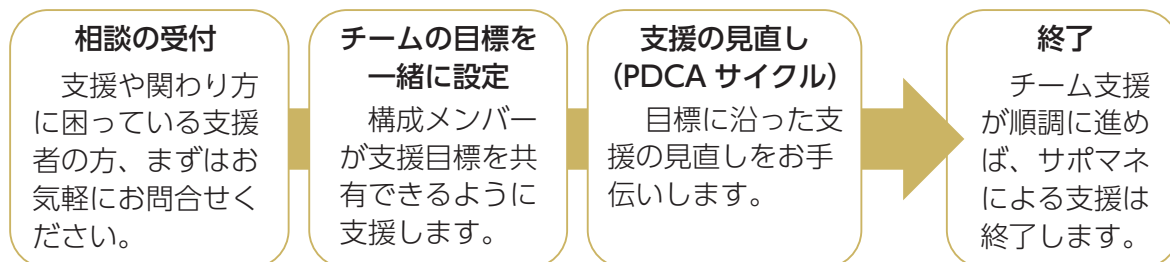 相談の受付
支援や関わり方
に困っている支援
者の方、まずはお
気軽にお問合せく
ださい。
チームの目標を
一緒に設定
構成メンバー
が支援目標を共
有できるように
支援します。
支援の見直し
（PDCA サイクル）
目標に沿った支
援の見直しをお手
伝いします。
終了
チーム支援
が順調に進め
ば、サポマネ
による支援は
終了します。